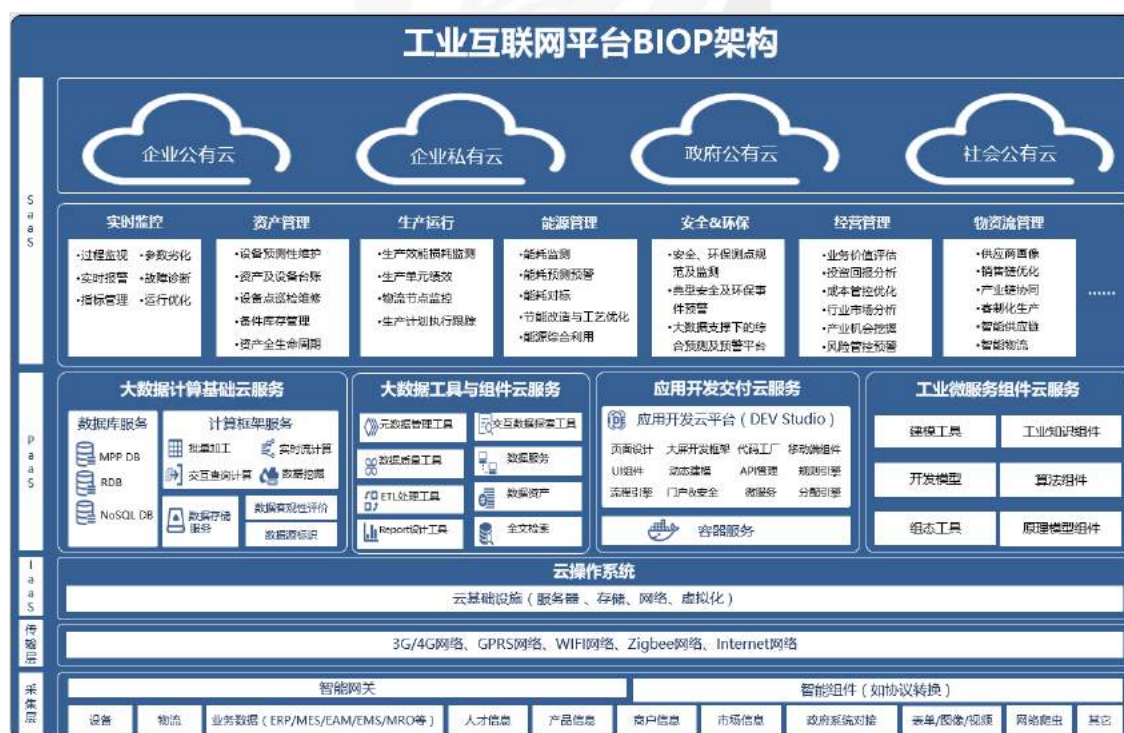 工业互联网平台BIOP架构
SaaS
企业公有云
企业私有云
政府公有云
社会公有云
实时监控
·过程监视 ·参数劣化
·实时报警 ·故障诊断
·指标管理 ·运行优化
资产管理
·设备预测性维护
·资产及设备台账
·设备点巡检维修
·备件库存管理
·资产全生命周期
生产运行
·生产效能损耗监测
·生产单元绩效
·物流节点监控
·生产计划执行跟踪
能源管理
·能耗监测
·能耗预测预警
·能耗对标
·节能改造与工艺优化
·能源综合利用
安全&环保
·安全、环保测点规
范及监测
·典型安全及环保事
件预警
·大数据支撑下的综
合预测及预警平台
经营管理
·业务价值评估
·投资回报分析
·成本管控优化
·行业市场分析
·产业机会挖掘
·风险管控预警
物资流管理
·供应商画像
·销售链优化
·产业链协同
·客制化生产
·智能供应链
·智能物流
……
PaaS
大数据计算基础云服务
数据库服务
MPP DB
RDB
NoSQL DB
计算框架服务
批量加工
实时流计算
交互查询计算
数据挖掘
数据存储
服务
数据客观性评价
数据源标识
大数据工具与组件云服务
元数据管理工具
交互数据探索工具
数据质量工具
数据服务
ETL处理工具
数据资产
Report设计工具
全文检索
应用开发交付云服务
应用开发云平台(DEV Studio)
页面设计 大屏开发框架 代码工厂 移动端组件
UI组件 动态建模 API管理 规则引擎
流程引擎 门户&安全 微服务 分配引擎
容器服务
工业微服务组件云服务
建模工具
工业知识组件
开发模型
算法组件
组态工具
原理模型组件
IaaS
云操作系统
云基础设施(服务器、存储、网络、虚拟化)
传输层
3G/4G网络、GPRS网络、WIFI网络、Zigbee网络、Internet网络
采集层
智能网关
智能组件(如协议转换)
设备
物流
业务数据(ERP/MES/EAM/EMS/MRO等)
人才信息
产品信息
商户信息
市场信息
政府系统对接
表单/图像/视频
网络爬虫
其它